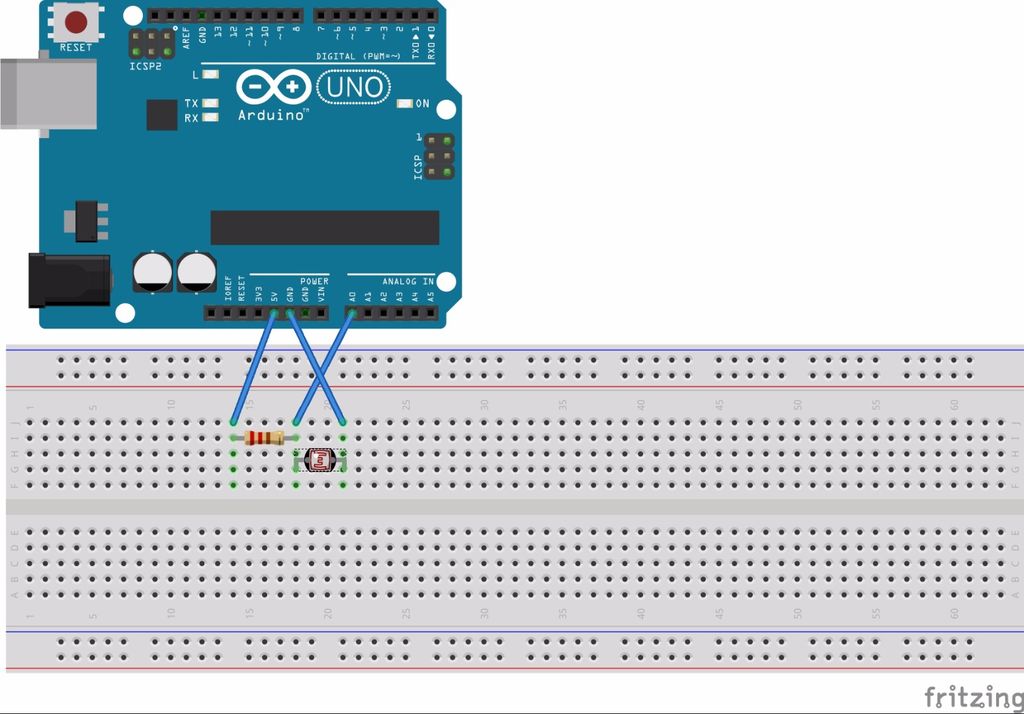 fritzing
60 55 50 45 40 35 30 25 20 15 10 5 1
A A
B B
C C
D D
E E
F F
G G
H H
I I
J J
60 55 50 45 40 35 30 25 20 15 10 5 1
A5 A4 A3 A2 A1 A0 VIN GND GND 5V 3V3 RESET IOREF
ANALOG IN POWER
ICSP
1
Arduino
TM
RX
TX
ON
UNO
L
DIGITAL (PWM=~)
ICSP2
RX0◄0 TX0►1 2 ~3 4 ~5 ~6 7 8 ~9 ~10 ~11 12 13 GND AREF
RESET